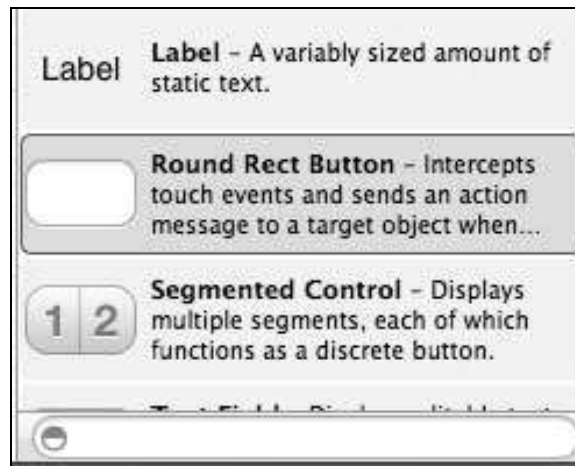 Label
Label – A variably sized amount of
static text.
Round Rect Button – Intercepts
touch events and sends an action
message to a target object when...
1 2
Segmented Control – Displays
multiple segments, each of which
functions as a discrete button.